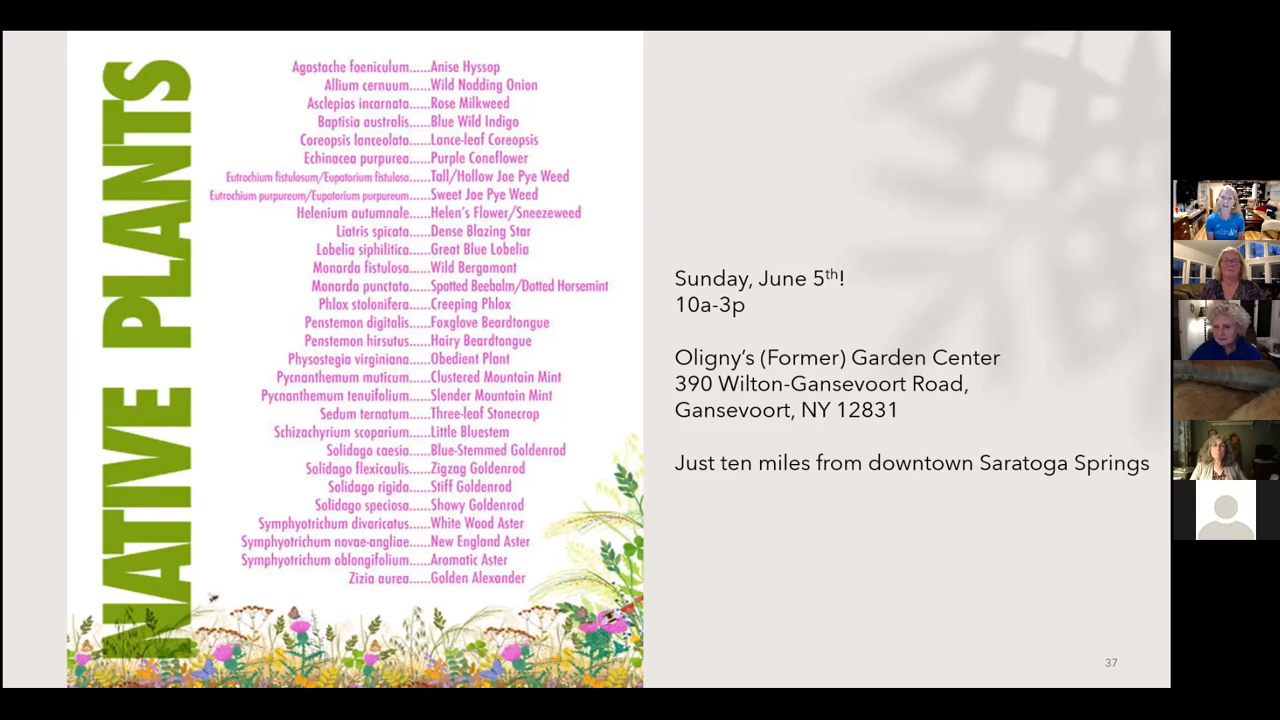 NATIVE PLANTS
Agastache foeniculum......Anise Hyssop
Allium cernuum......Wild Nodding Onion
Asclepias incarnata......Rose Milkweed
Baptisia australis......Blue Wild Indigo
Coreopsis lanceolata......Lance-leaf Coreopsis
Echinacea purpurea......Purple Coneflower
Eutrochium fistulosum/Eupatorium fistulosa......Tall/Hollow Joe Pye Weed
Eutrochium purpureum/Eupatorium purpureum......Sweet Joe Pye Weed
Helenium autumnale......Helen's Flower/Sneezeweed
Liatris spicata......Dense Blazing Star
Lobelia siphilitica......Great Blue Lobelia
Monarda fistulosa......Wild Bergamont
Monarda punctata......Spotted Beebalm/Dotted Horsemint
Phlox stolonifera......Creeping Phlox
Penstemon digitalis......Foxglove Beardtongue
Penstemon hirsutus......Hairy Beardtongue
Physostegia virginiana......Obedient Plant
Pycnanthemum muticum......Clustered Mountain Mint
Pycnanthemum tenuifolium......Slender Mountain Mint
Sedum ternatum......Three-leaf Stonecrop
Schizachyrium scoparium......Little Bluestem
Solidago caesia......Blue-Stemmed Goldenrod
Solidago flexicaulis......Zigzag Goldenrod
Solidago rigida......Stiff Goldenrod
Solidago speciosa......Showy Goldenrod
Symphyotrichum divaricatus......White Wood Aster
Symphyotrichum novae-angliae......New England Aster
Symphyotrichum oblongifolium......Aromatic Aster
Zizia aurea......Golden Alexander
Sunday, June 5th!
10a-3p
Oligny's (Former) Garden Center
390 Wilton-Gansevoort Road,
Gansevoort, NY 12831
Just ten miles from downtown Saratoga Springs
37